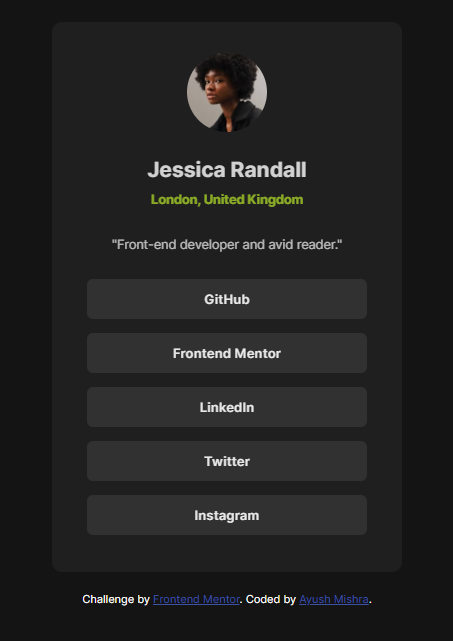 Jessica Randall
London, United Kingdom
"Front-end developer and avid reader."
GitHub
Frontend Mentor
LinkedIn
Twitter
Instagram
Challenge by Frontend Mentor. Coded by Ayush Mishra.